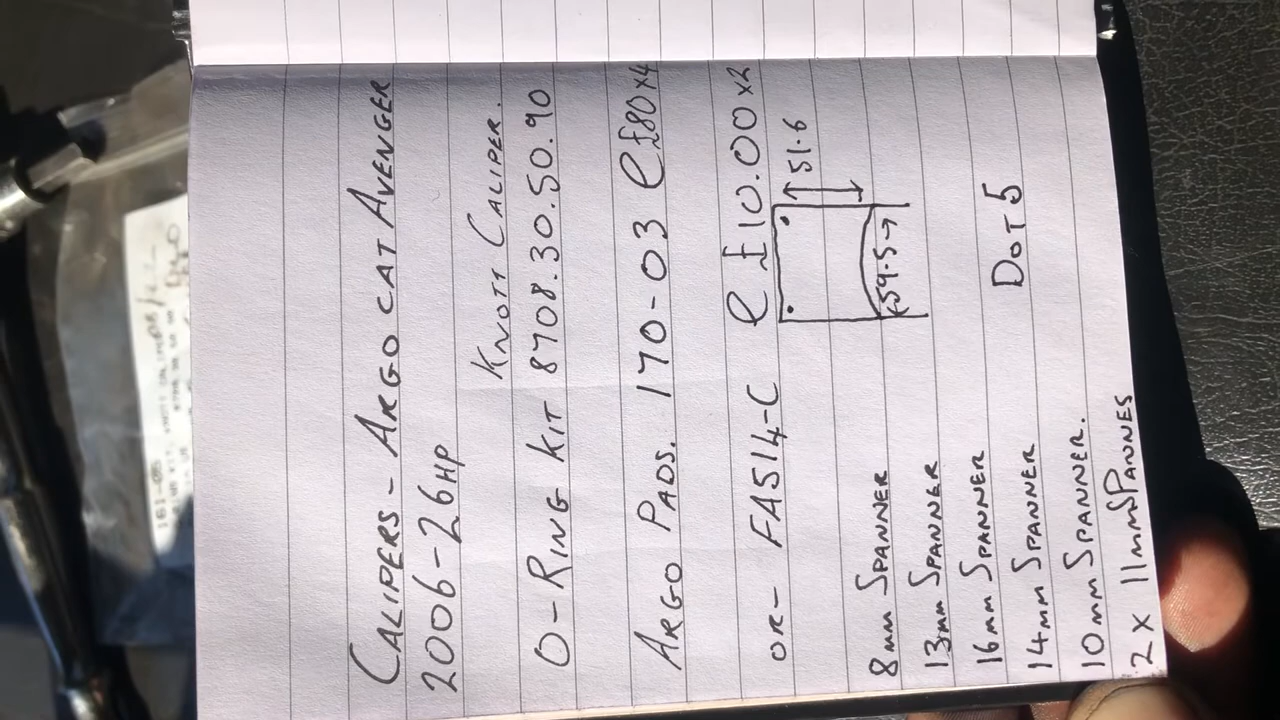 CALIPERS - ARGO CAT AVENGER
2006-26HP
KNOTT CALIPER.
O-RING KIT 8708.30.50.90
ARGO PADS. 170-03 @ £80 x4
OR- FA514-C @ £10.00 x2
51.6
59.5
8mm SPANNER
13mm SPANNER
16mm SPANNER
14mm SPANNER
DOT 5
10mm SPANNER.
2 x 11mm SPANNES
161-05